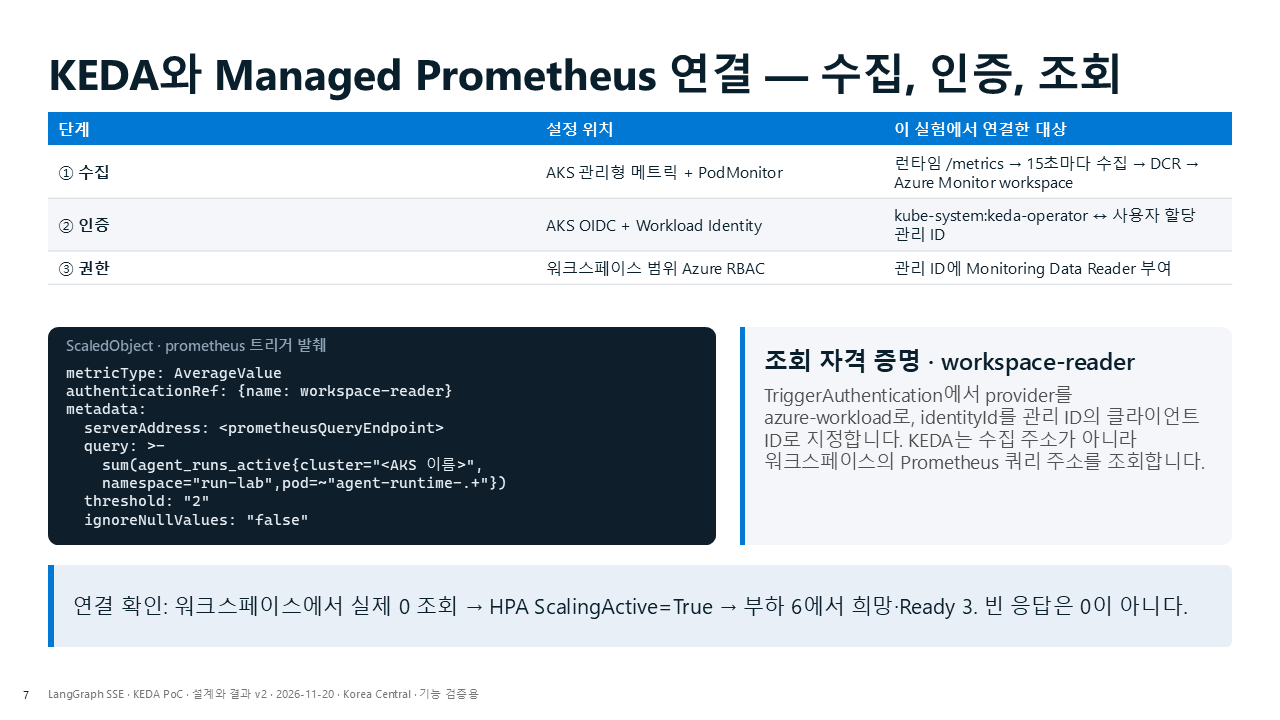 KEDA와 Managed Prometheus 연결 — 수집, 인증, 조회
단계 설정 위치 이 실험에서 연결한 대상
① 수집 AKS 관리형 메트릭 + PodMonitor 런타임 /metrics → 15초마다 수집 → DCR →
Azure Monitor workspace
② 인증 AKS OIDC + Workload Identity kube-system:keda-operator ↔ 사용자 할당
관리 ID
③ 권한 워크스페이스 범위 Azure RBAC 관리 ID에 Monitoring Data Reader 부여
ScaledObject · prometheus 트리거 발췌
metricType: AverageValue
authenticationRef: {name: workspace-reader}
metadata:
  serverAddress: <prometheusQueryEndpoint>
  query: >-
    sum(agent_runs_active{cluster="<AKS 이름>",
    namespace="run-lab",pod=~"agent-runtime-.+"})
  threshold: "2"
  ignoreNullValues: "false"
조회 자격 증명 · workspace-reader
TriggerAuthentication에서 provider를
azure-workload로, identityId를 관리 ID의 클라이언트
ID로 지정합니다. KEDA는 수집 주소가 아니라
워크스페이스의 Prometheus 쿼리 주소를 조회합니다.
연결 확인: 워크스페이스에서 실제 0 조회 → HPA ScalingActive=True → 부하 6에서 희망·Ready 3. 빈 응답은 0이 아니다.
7 LangGraph SSE · KEDA PoC · 설계와 결과 v2 · 2026-11-20 · Korea Central · 기능 검증용